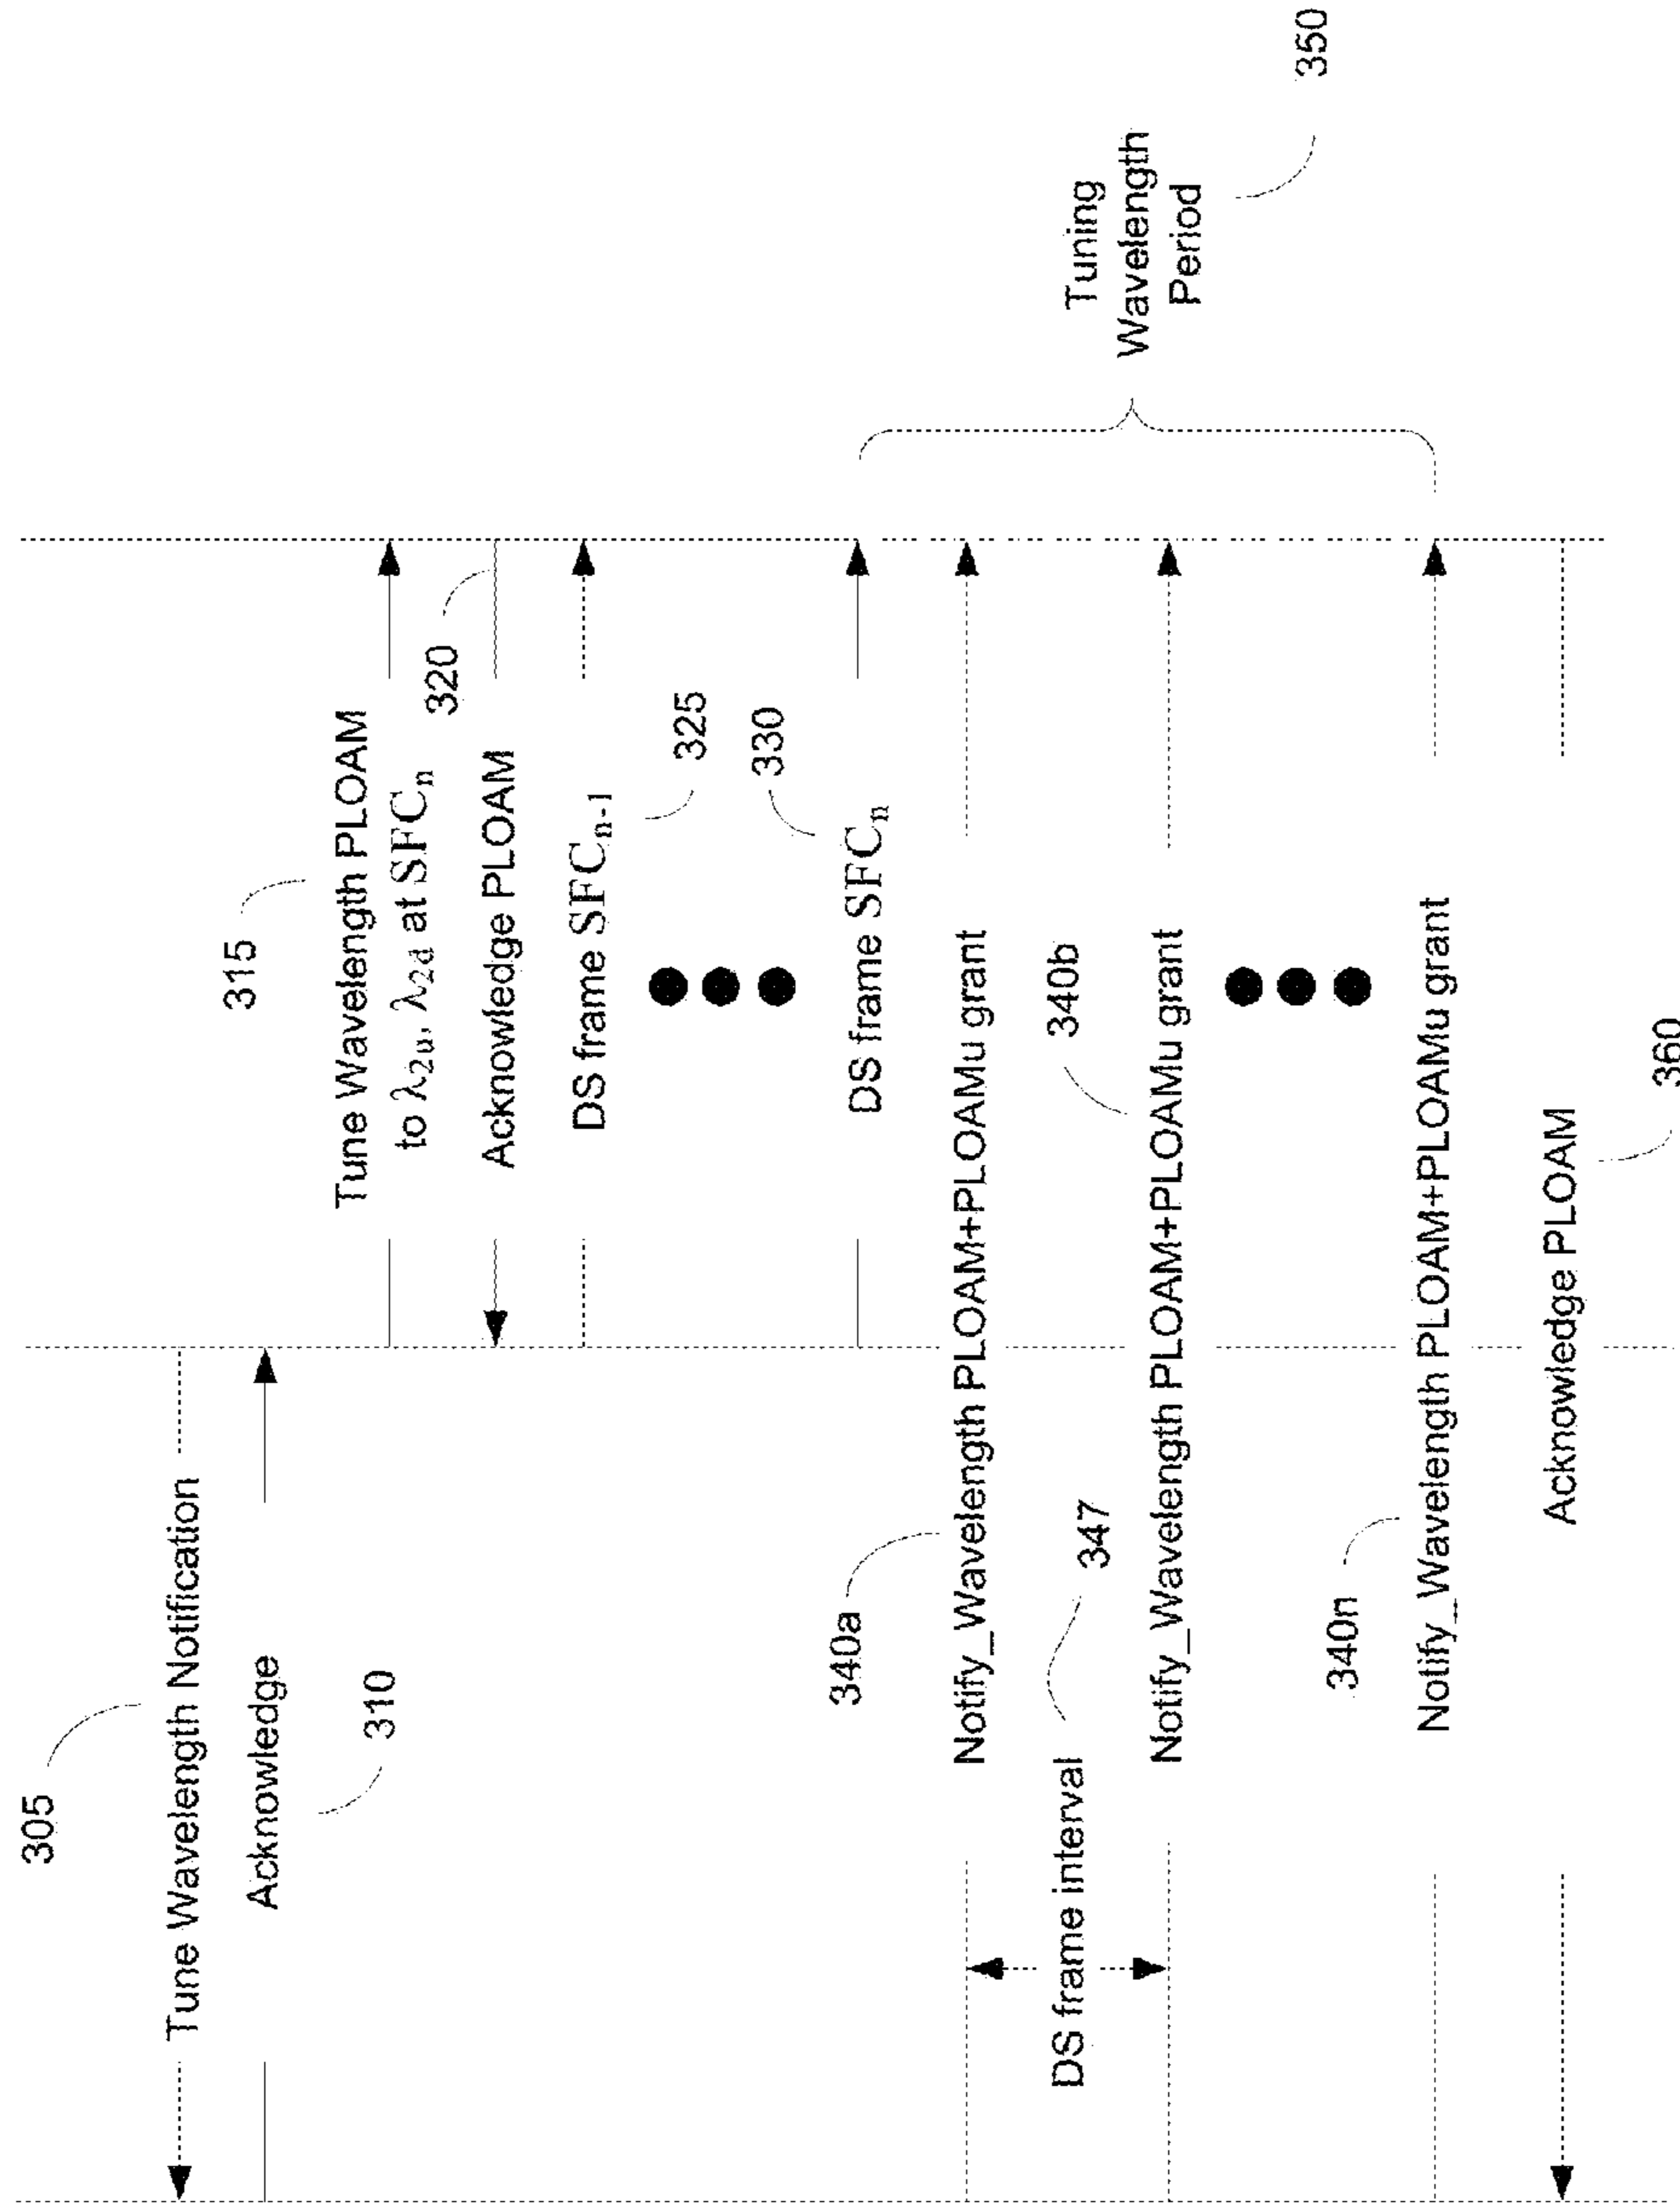 305
Tune Wavelength Notification
Acknowledge
310
315
Tune Wavelength PLOAM
to λ2u, λ2d at SFCn
320
Acknowledge PLOAM
DS frame SFCn-1
325
330
DS frame SFCn
340a
Notify_Wavelength PLOAM+PLOAMu grant
DS frame interval
347
340b
Notify_Wavelength PLOAM+PLOAMu grant
340n
Notify_Wavelength PLOAM+PLOAMu grant
Tuning
Wavelength
Period
350
Acknowledge PLOAM
360